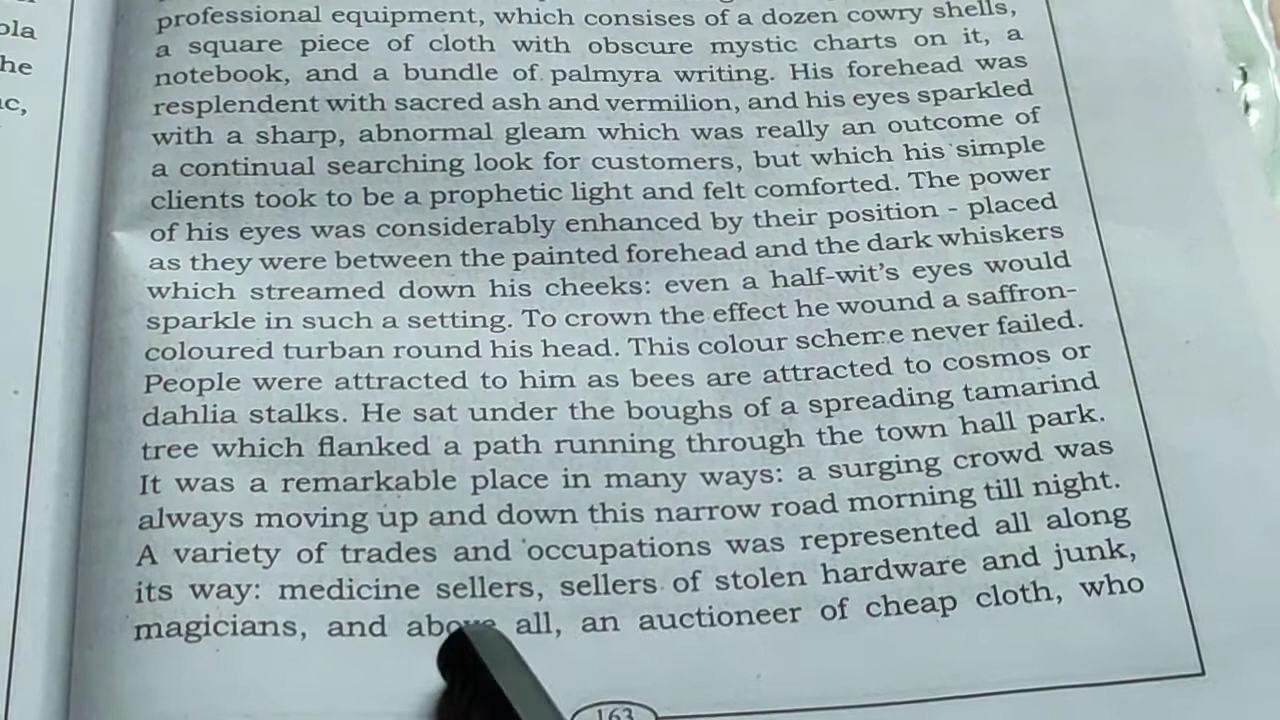 ola
he
ic,
professional equipment, which consises of a dozen cowry shells,
a square piece of cloth with obscure mystic charts on it, a
notebook, and a bundle of palmyra writing. His forehead was
resplendent with sacred ash and vermilion, and his eyes sparkled
with a sharp, abnormal gleam which was really an outcome of
a continual searching look for customers, but which his simple
clients took to be a prophetic light and felt comforted. The power
of his eyes was considerably enhanced by their position - placed
as they were between the painted forehead and the dark whiskers
which streamed down his cheeks: even a half-wit's eyes would
sparkle in such a setting. To crown the effect he wound a saffron-
coloured turban round his head. This colour scheme never failed.
People were attracted to him as bees are attracted to cosmos or
dahlia stalks. He sat under the boughs of a spreading tamarind
tree which flanked a path running through the town hall park.
It was a remarkable place in many ways: a surging crowd was
always moving up and down this narrow road morning till night.
A variety of trades and occupations was represented all along
its way: medicine sellers, sellers of stolen hardware and junk,
magicians, and above all, an auctioneer of cheap cloth, who
163